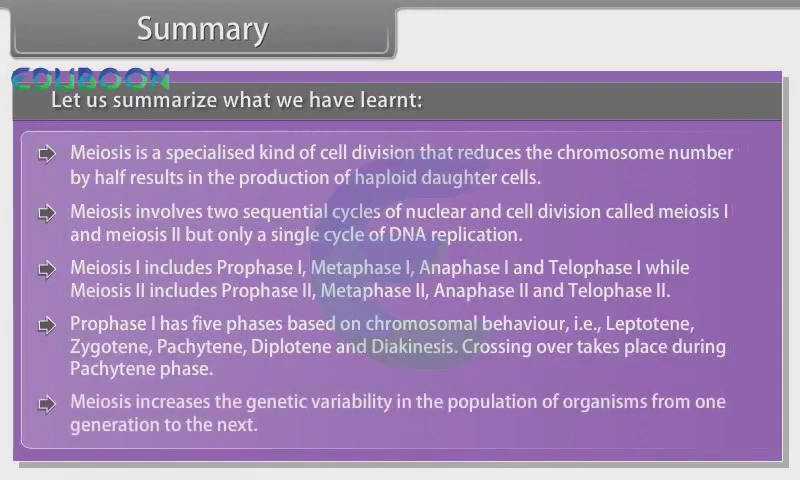 Summary
EDUBOON
Let us summarize what we have learnt:
Meiosis is a specialised kind of cell division that reduces the chromosome number
by half results in the production of haploid daughter cells.
Meiosis involves two sequential cycles of nuclear and cell division called meiosis I
and meiosis II but only a single cycle of DNA replication.
Meiosis I includes Prophase I, Metaphase I, Anaphase I and Telophase I while
Meiosis II includes Prophase II, Metaphase II, Anaphase II and Telophase II.
Prophase I has five phases based on chromosomal behaviour, i.e., Leptotene,
Zygotene, Pachytene, Diplotene and Diakinesis. Crossing over takes place during
Pachytene phase.
Meiosis increases the genetic variability in the population of organisms from one
generation to the next.